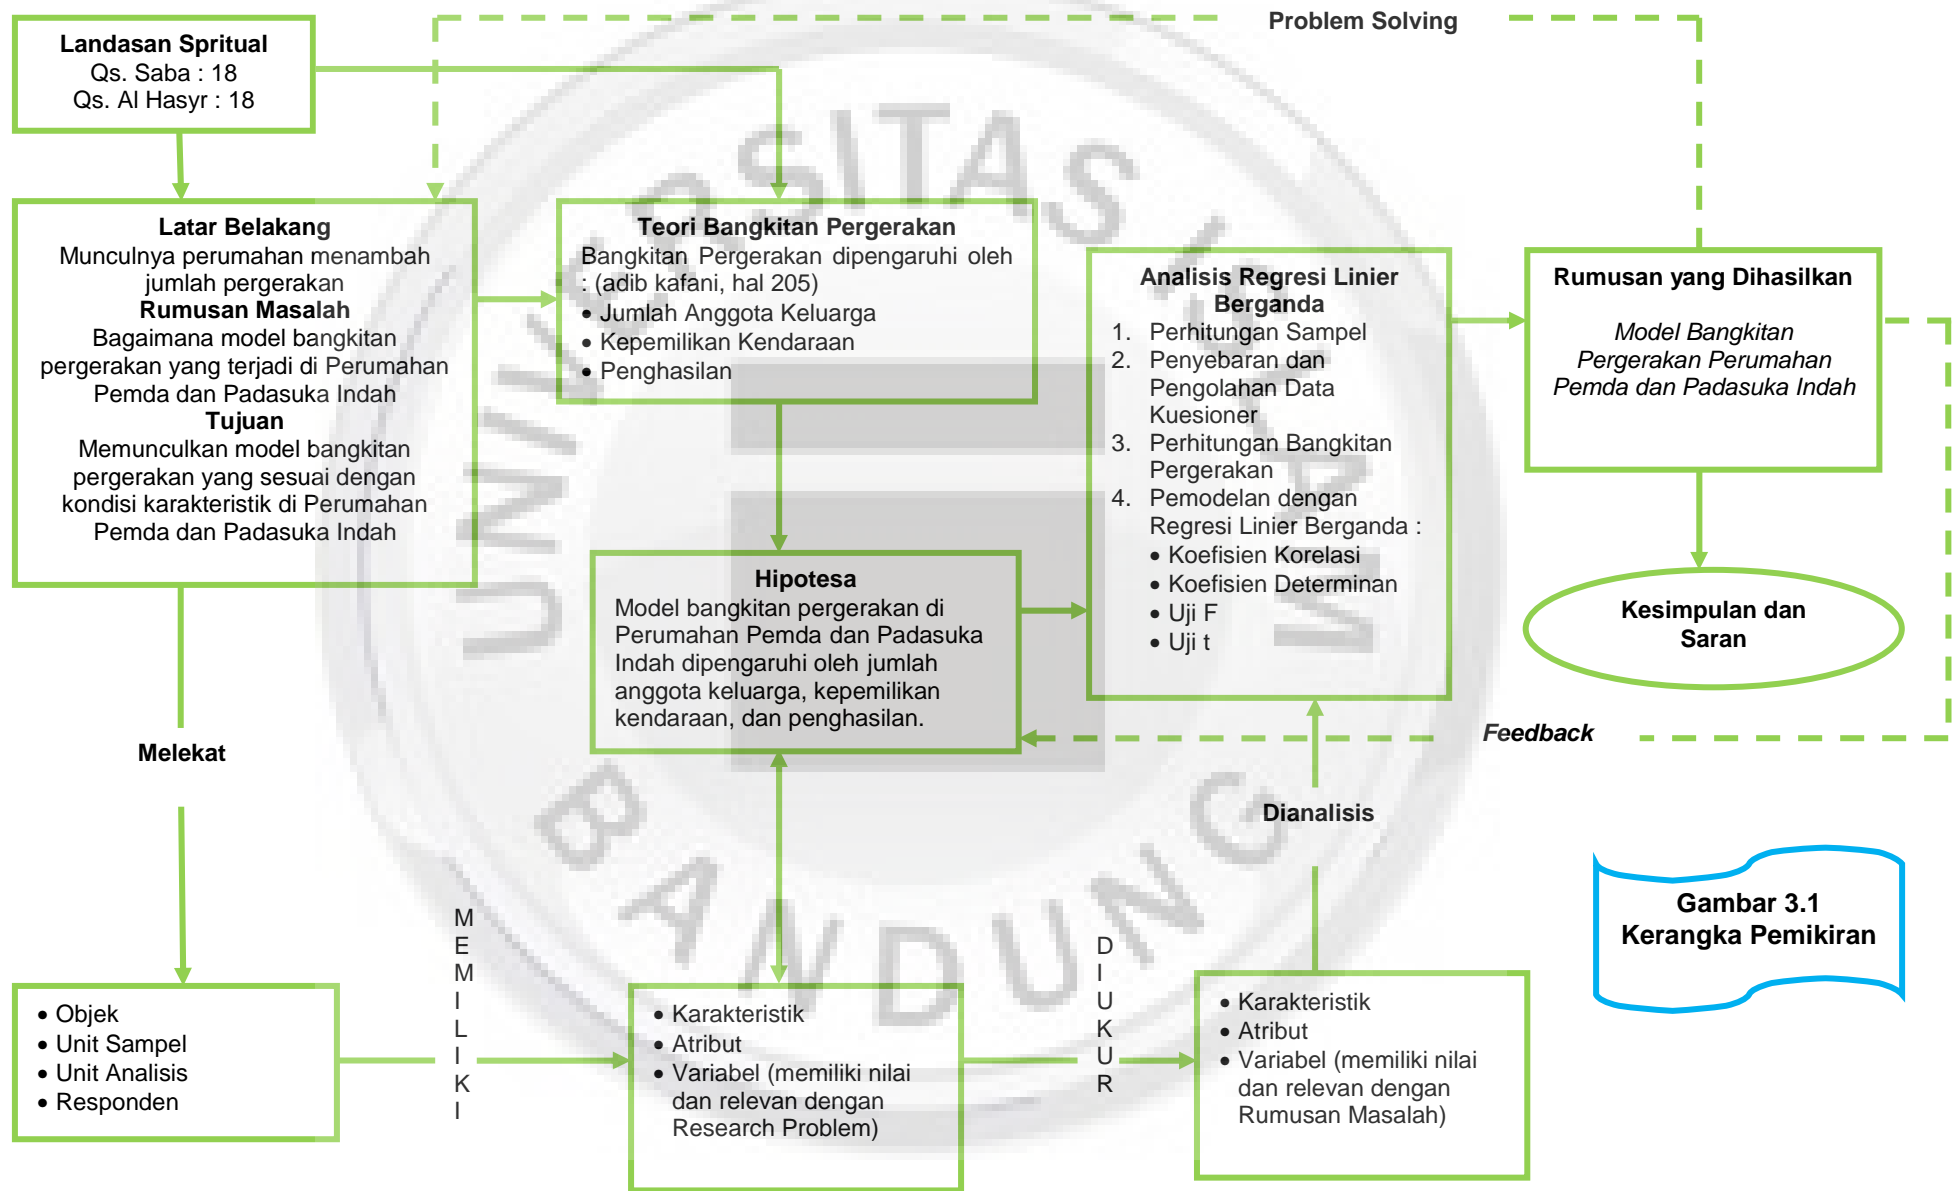 Problem Solving
Landasan Spritual
Qs. Saba : 18
Qs. Al Hasyr : 18
Latar Belakang
Munculnya perumahan menambah
jumlah pergerakan
Rumusan Masalah
Bagaimana model bangkitan
pergerakan yang terjadi di Perumahan
Pemda dan Padasuka Indah
Tujuan
Memunculkan model bangkitan
pergerakan yang sesuai dengan
kondisi karakteristik di Perumahan
Pemda dan Padasuka Indah
Teori Bangkitan Pergerakan
Bangkitan Pergerakan dipengaruhi oleh
: (adib kafani, hal 205)
• Jumlah Anggota Keluarga
• Kepemilikan Kendaraan
• Penghasilan
Hipotesa
Model bangkitan pergerakan di
Perumahan Pemda dan Padasuka
Indah dipengaruhi oleh jumlah
anggota keluarga, kepemilikan
kendaraan, dan penghasilan.
Analisis Regresi Linier
Berganda
1. Perhitungan Sampel
2. Penyebaran dan
Pengolahan Data
Kuesioner
3. Perhitungan Bangkitan
Pergerakan
4. Pemodelan dengan
Regresi Linier Berganda :
• Koefisien Korelasi
• Koefisien Determinan
• Uji F
• Uji t
Rumusan yang Dihasilkan
Model Bangkitan
Pergerakan Perumahan
Pemda dan Padasuka Indah
Kesimpulan dan
Saran
Feedback
Melekat
Dianalisis
Gambar 3.1
Kerangka Pemikiran
• Objek
• Unit Sampel
• Unit Analisis
• Responden
MEMILIKI
• Karakteristik
• Atribut
• Variabel (memiliki nilai
dan relevan dengan
Research Problem)
DIUKUR
• Karakteristik
• Atribut
• Variabel (memiliki nilai
dan relevan dengan
Rumusan Masalah)
UNIVERSITAS ISLAM
BANDUNG